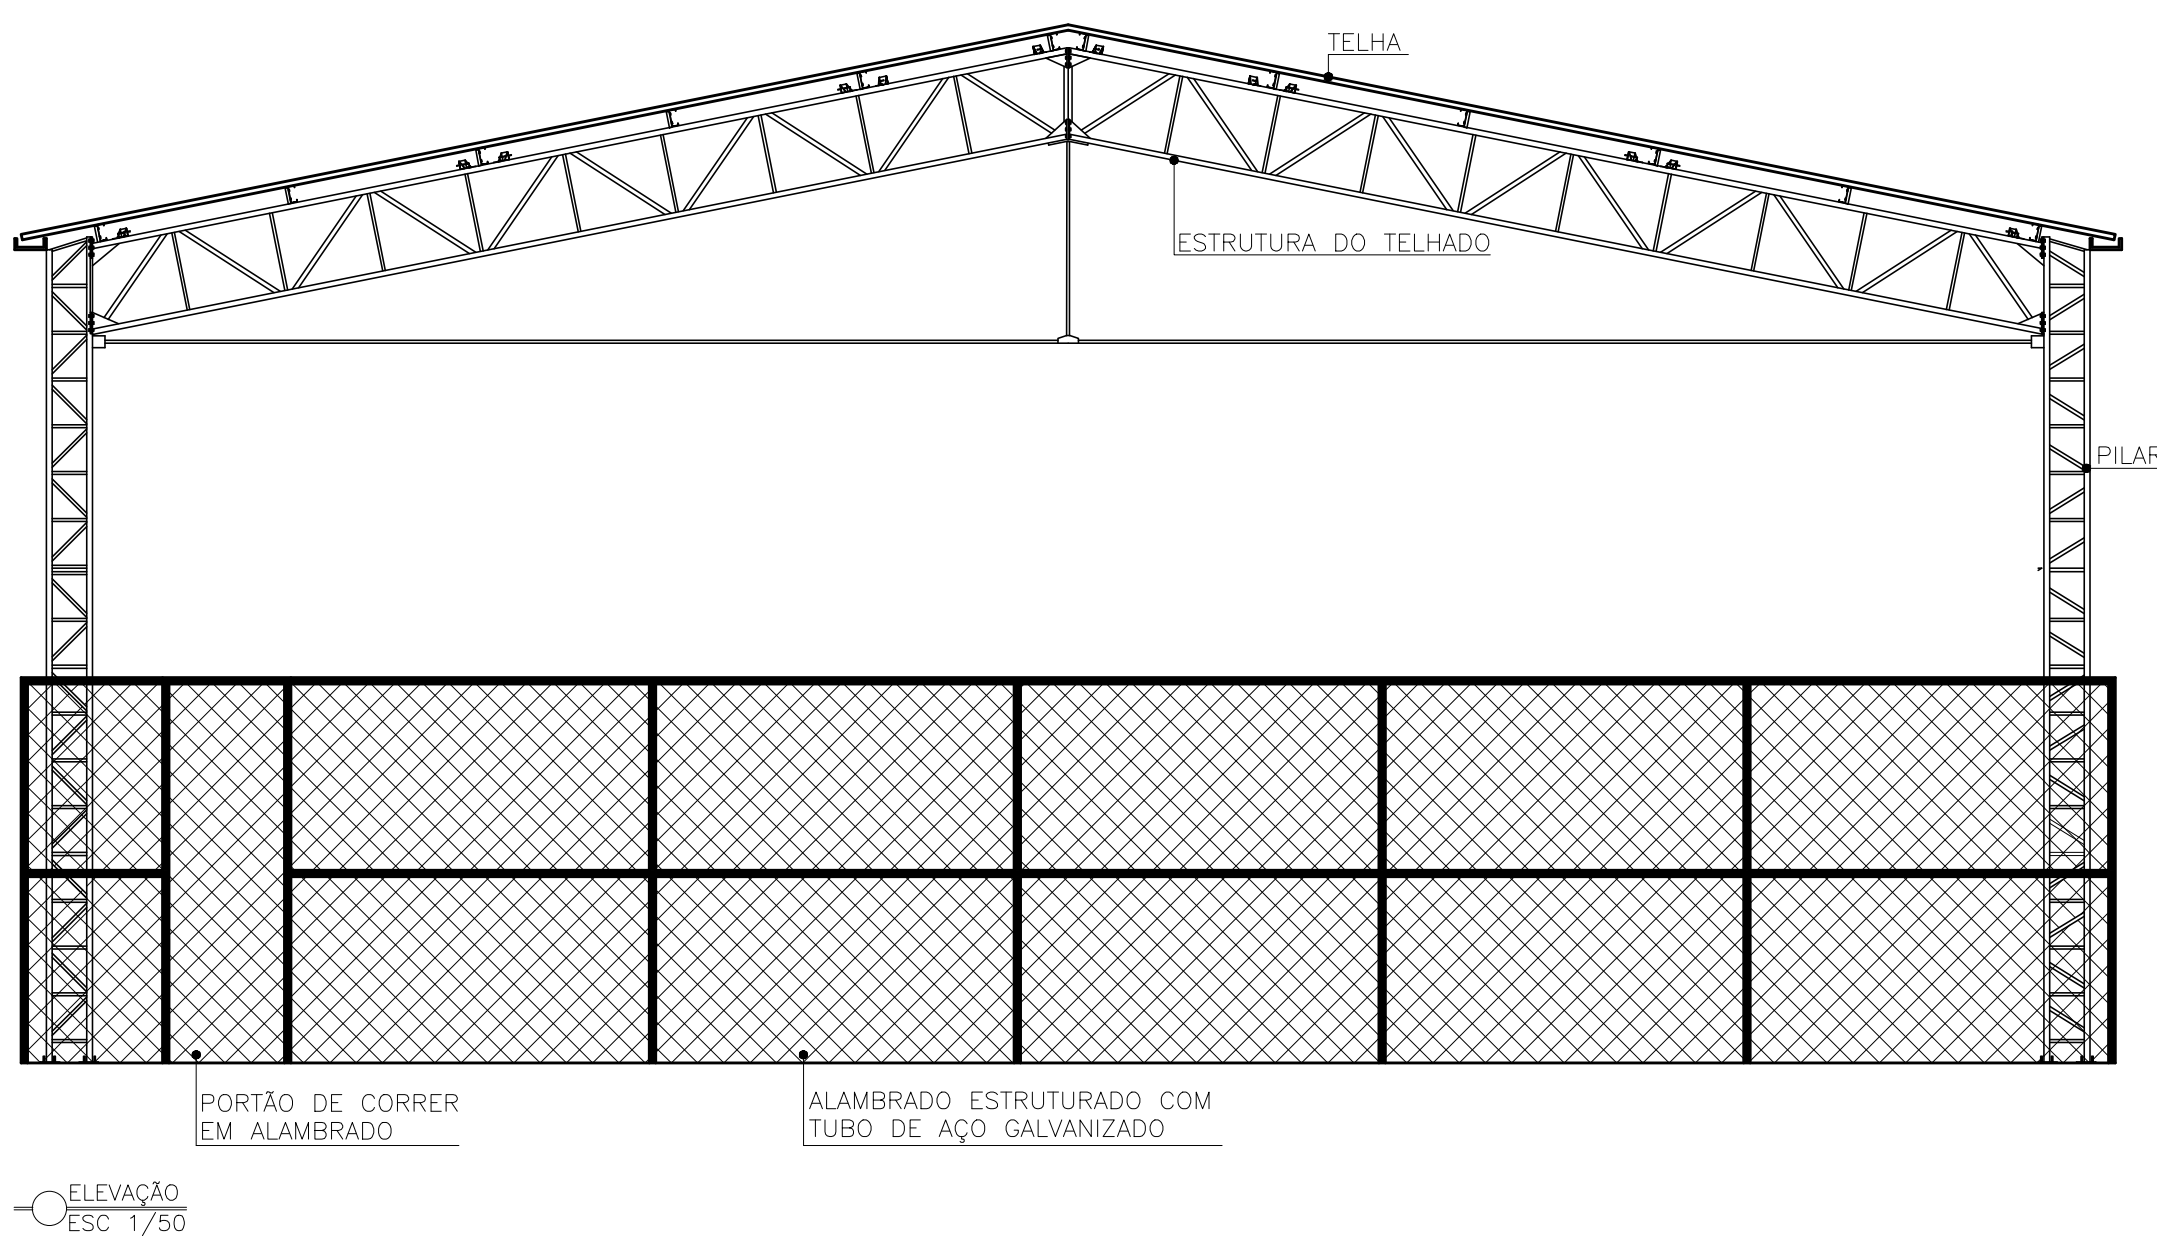 TELHA
ESTRUTURA DO TELHADO
PILAR
PORTÃO DE CORRER
EM ALAMBRADO
ALAMBRADO ESTRUTURADO COM
TUBO DE AÇO GALVANIZADO
ELEVAÇÃO
ESC 1/50